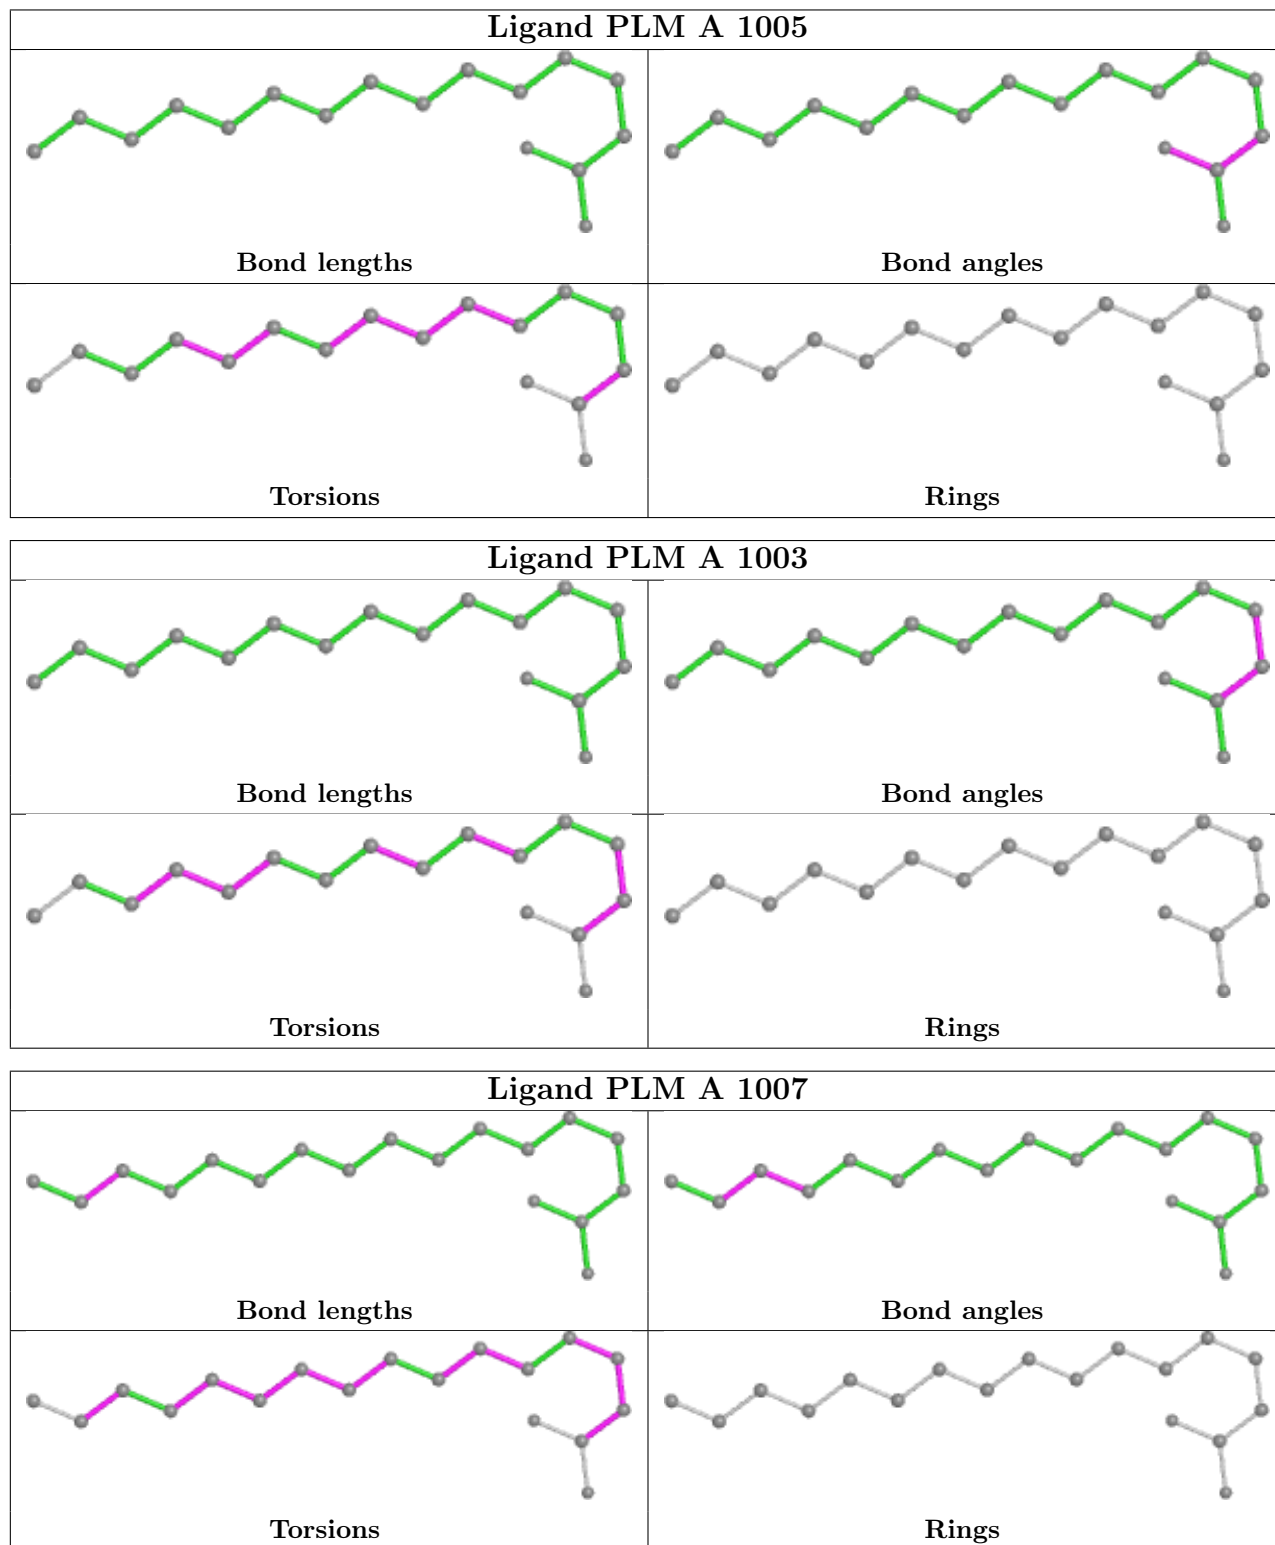 Ligand PLM A 1005
Bond lengths
Bond angles
Torsions
Rings
Ligand PLM A 1003
Bond lengths
Bond angles
Torsions
Rings
Ligand PLM A 1007
Bond lengths
Bond angles
Torsions
Rings